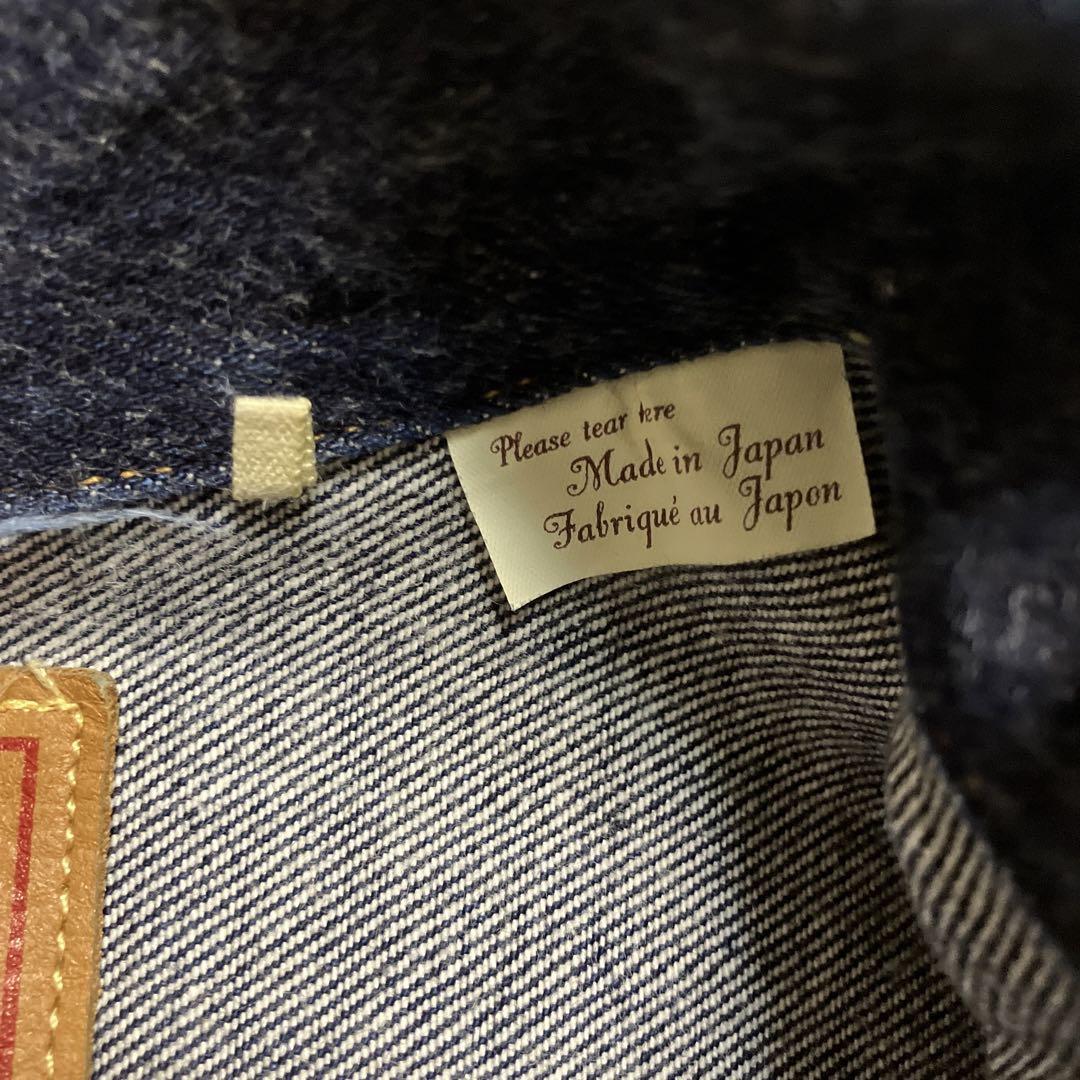 Please tear here
Made in Japan
Fabriqué au Japon